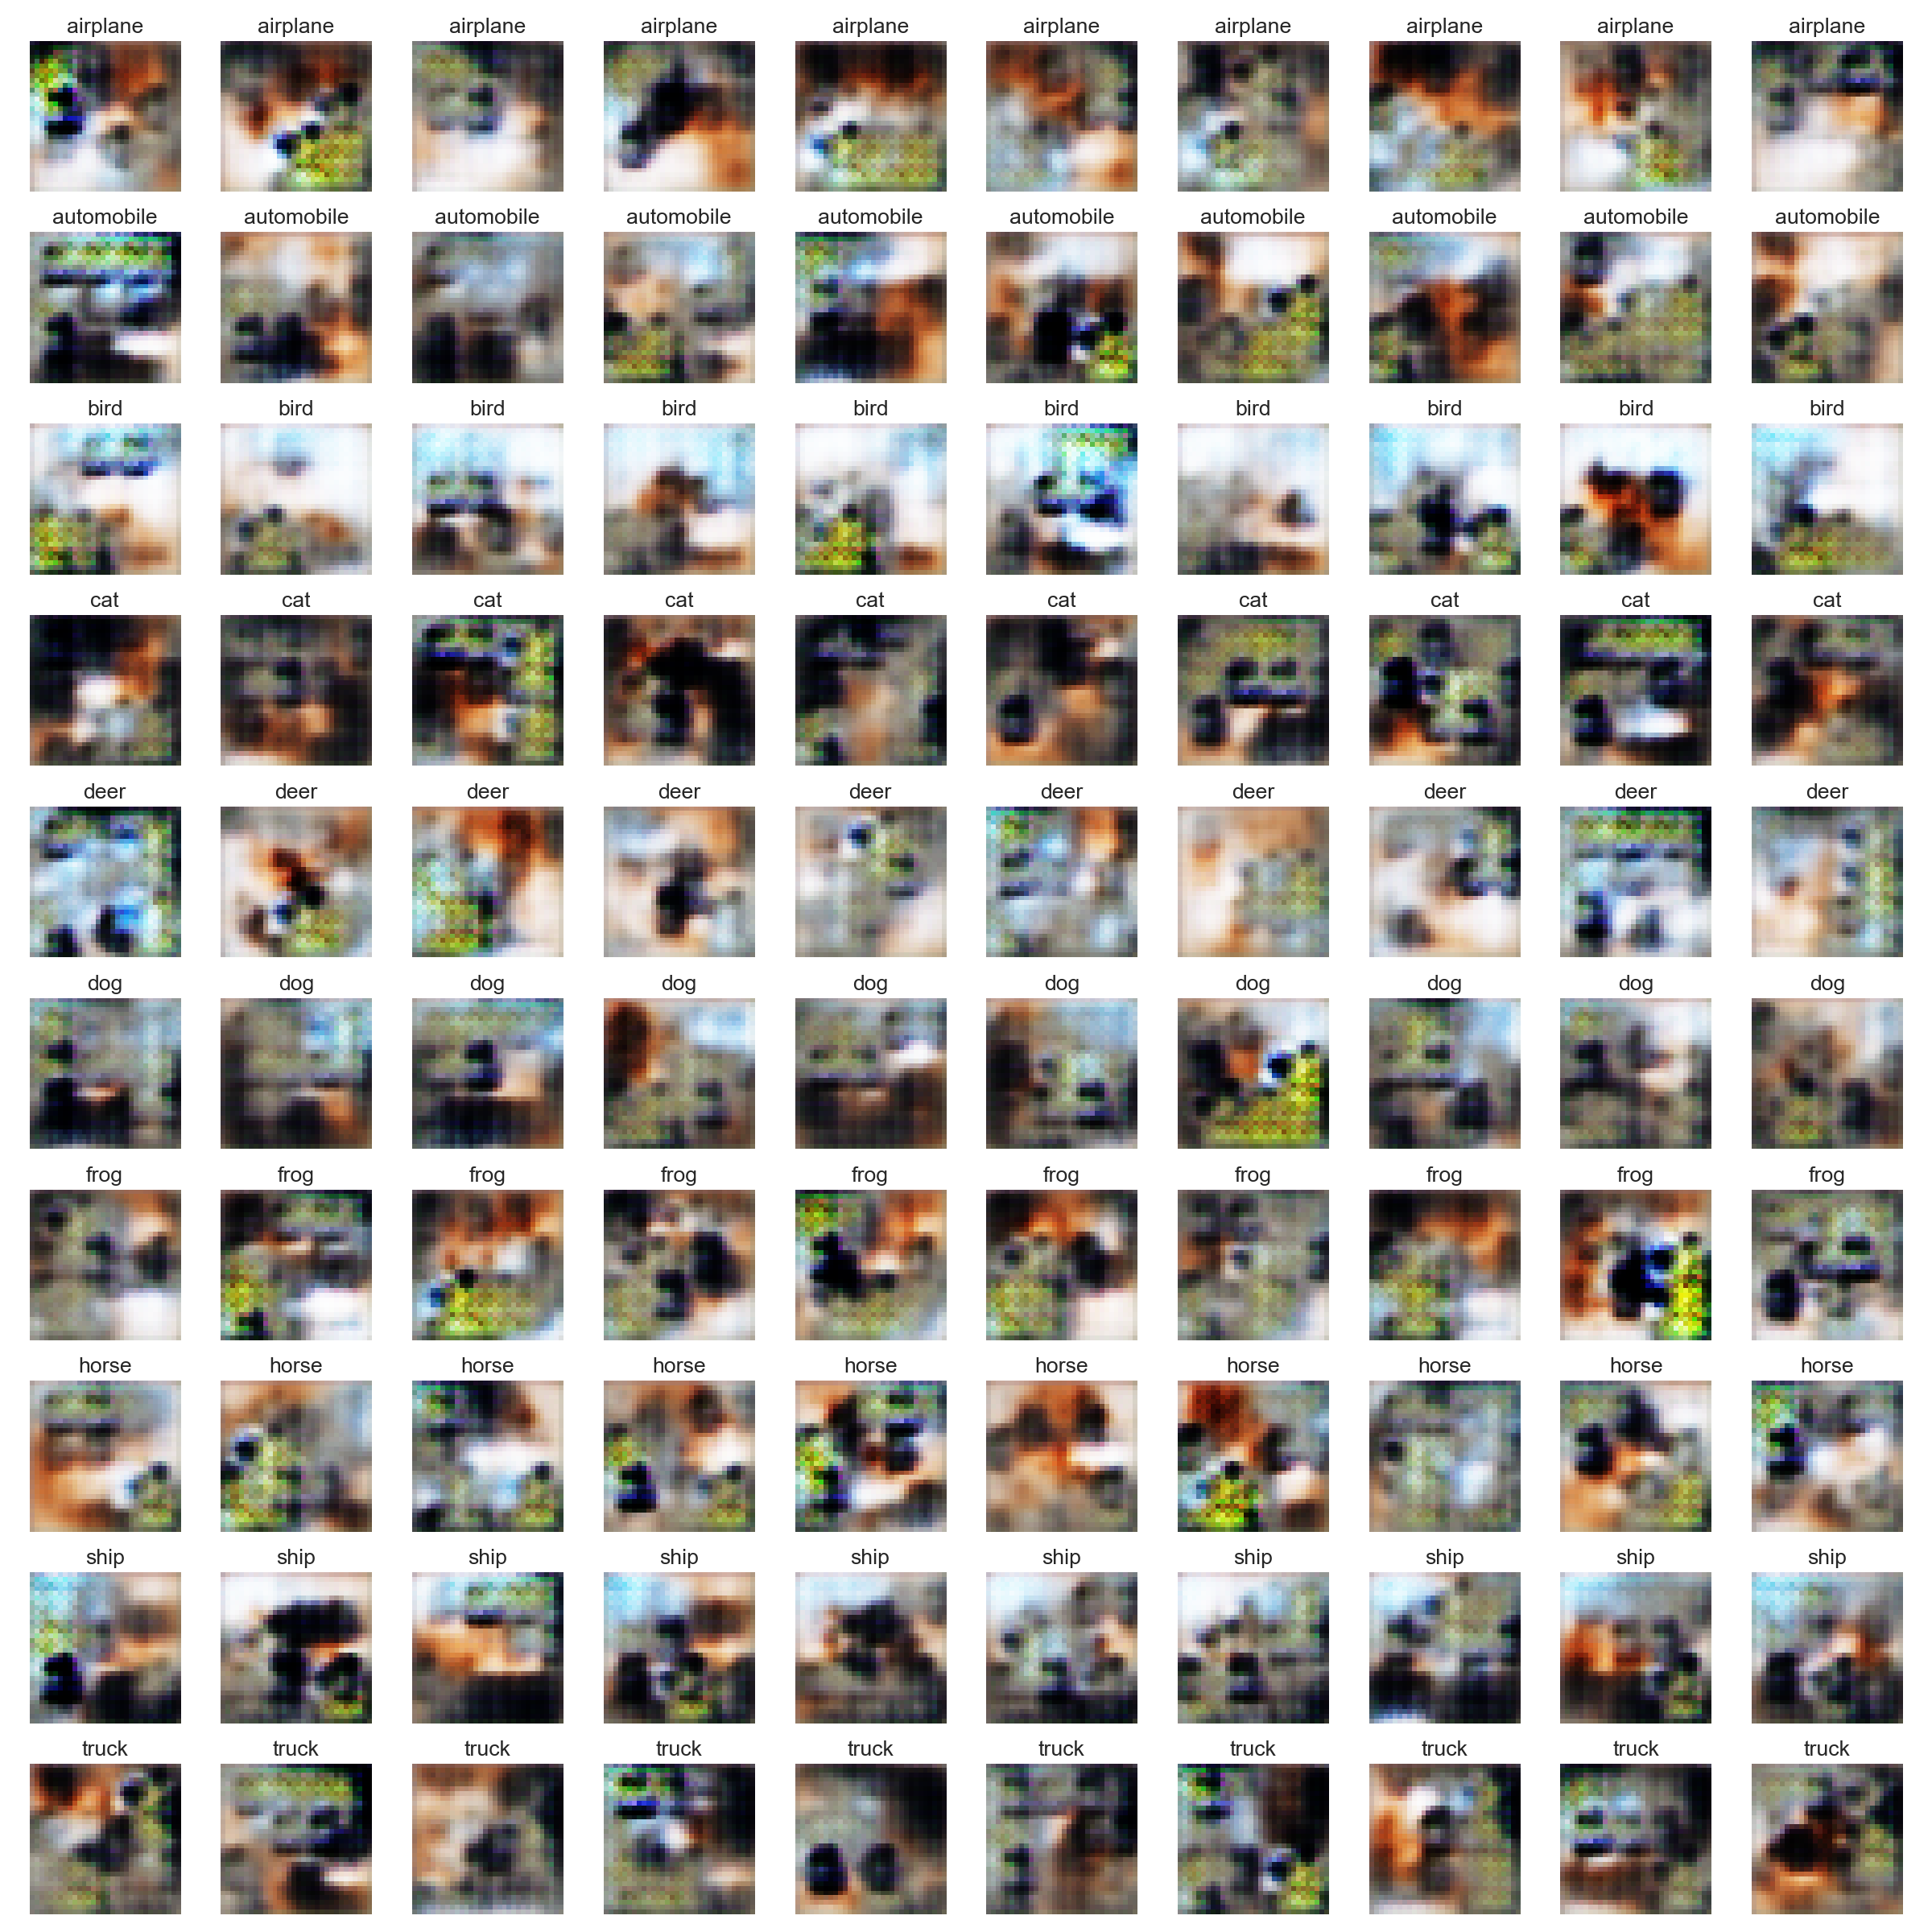 airplane airplane airplane airplane airplane airplane airplane airplane airplane airplane
automobile automobile automobile automobile automobile automobile automobile automobile automobile automobile
bird bird bird bird bird bird bird bird bird bird
cat cat cat cat cat cat cat cat cat cat
deer deer deer deer deer deer deer deer deer deer
dog dog dog dog dog dog dog dog dog dog
frog frog frog frog frog frog frog frog frog frog
horse horse horse horse horse horse horse horse horse horse
ship ship ship ship ship ship ship ship ship ship
truck truck truck truck truck truck truck truck truck truck